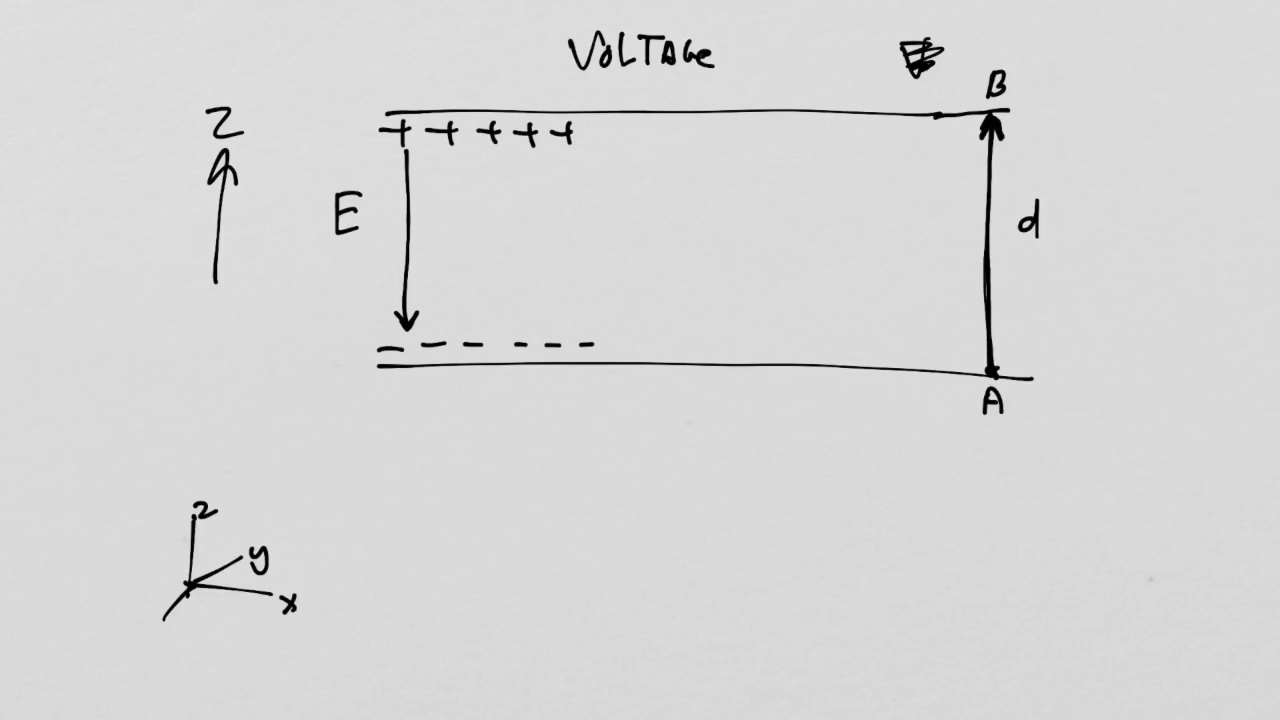 VOLTAGE
B
Z
+ + + + +
E
d
- - - - - -
A
z
y
x